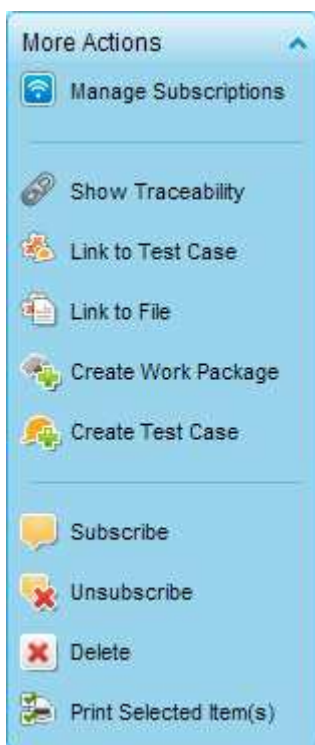 More Actions
Manage Subscriptions
Show Traceability
Link to Test Case
Link to File
Create Work Package
Create Test Case
Subscribe
Unsubscribe
Delete
Print Selected Item(s)